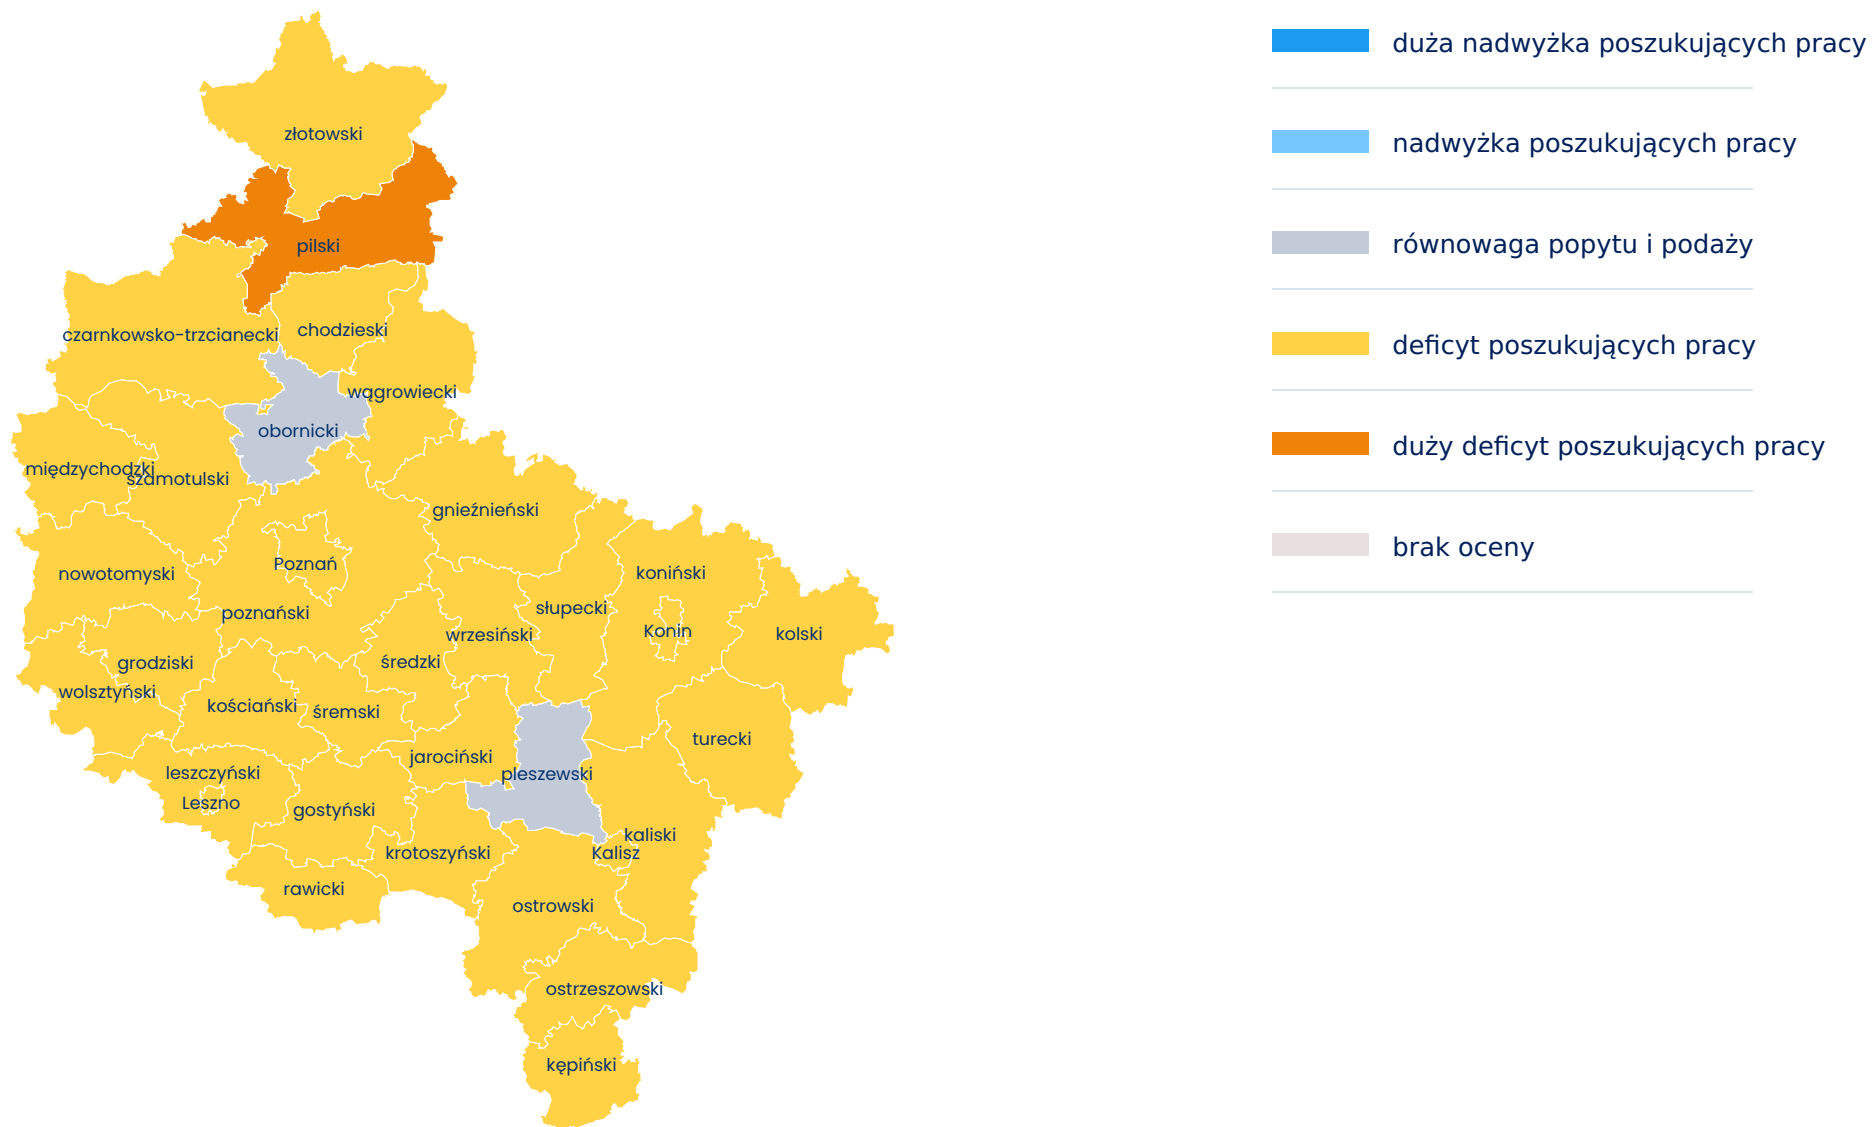 złotowski
pilski
czarnkowsko-trzcianecki
chodzieski
wągrowiecki
obornicki
międzychodzki
szamotulski
gnieźnieński
Poznań
nowotomyski
koniński
słupecki
poznański
Konin
wrzesiński
kolski
grodziski
średzki
wolsztyński
kościański
śremski
turecki
jarociński
leszczyński
pleszewski
Leszno
gostyński
kaliski
krotoszyński
Kalisz
rawicki
ostrowski
ostrzeszowski
kępiński
duża nadwyżka poszukujących pracy
nadwyżka poszukujących pracy
równowaga popytu i podaży
deficyt poszukujących pracy
duży deficyt poszukujących pracy
brak oceny